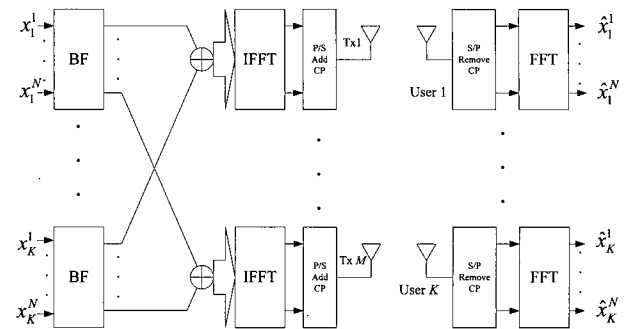 x_1^1 BF IFFT P/S Add CP Tx1 User 1 S/P Remove CP FFT x̂_1^1
x_1^N x̂_1^N
x_K^1 BF IFFT P/S Add CP Tx M User K S/P Remove CP FFT x̂_K^1
x_K^N x̂_K^N